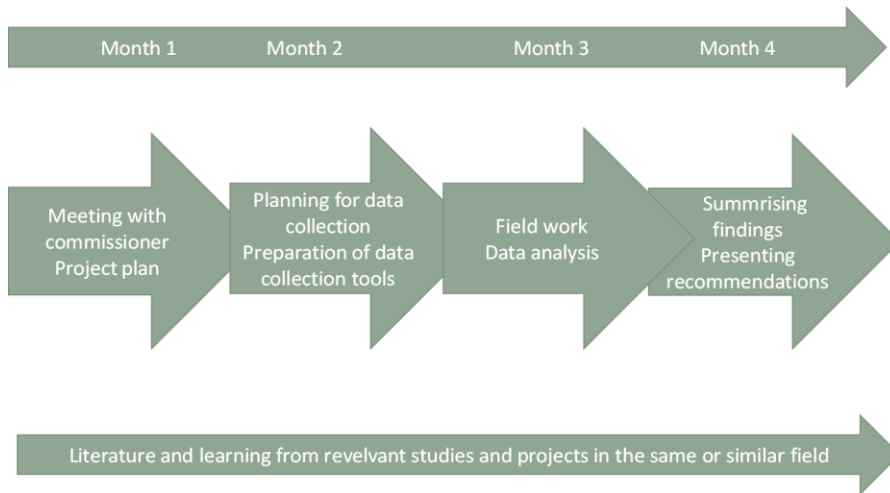 Month 1
Month 2
Month 3
Month 4
Meeting with
commissioner
Project plan
Planning for data
collection
Preparation of data
collection tools
Field work
Data analysis
Summrising
findings
Presenting
recommendations
Literature and learning from revelvant studies and projects in the same or similar field